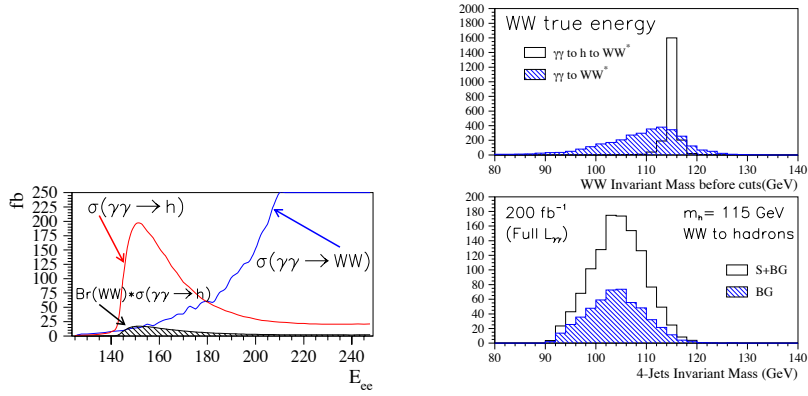 fb
250
225
200
175
150
125
100
75
50
25
0
σ(γγ → h)
σ(γγ → WW)
Br(WW)*σ(γγ → h)
140 160 180 200 220 240
E_ee
2000
1800
1600
1400
1200
1000
800
600
400
200
0
WW true energy
γγ to h to WW*
γγ to WW*
80 90 100 110 120 130 140
WW Invariant Mass before cuts(GeV)
200
180
160
140
120
100
80
60
40
20
0
200 fb⁻¹ m_h= 115 GeV
(Full L_γγ) WW to hadrons
S+BG
BG
80 90 100 110 120 130 140
4-Jets Invariant Mass (GeV)